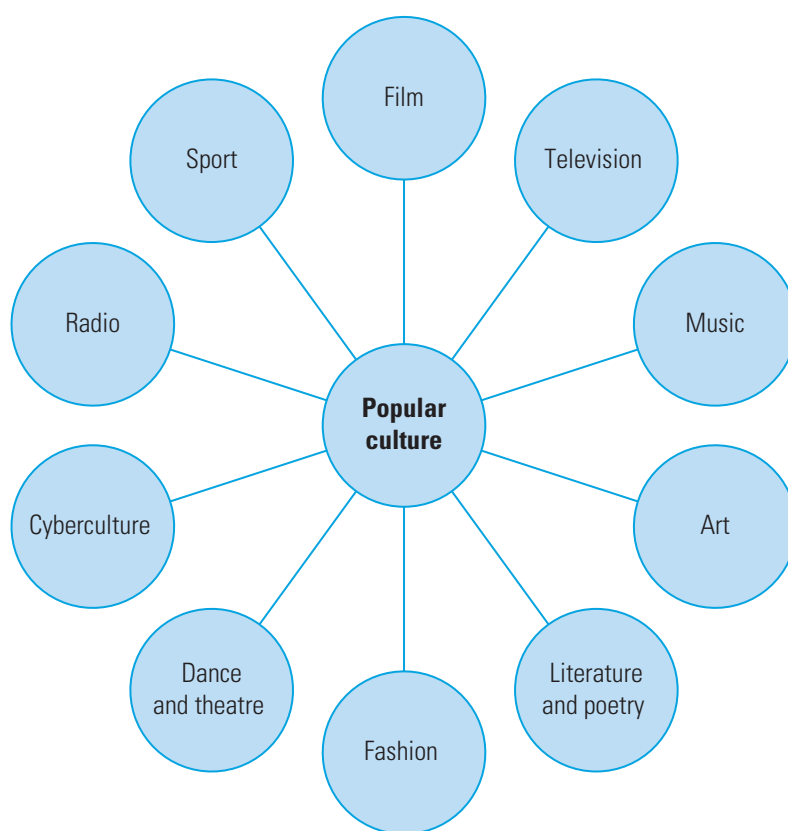 Film
Sport
Television
Radio
Music
Popular
culture
Cyberculture
Art
Dance
and theatre
Literature
and poetry
Fashion